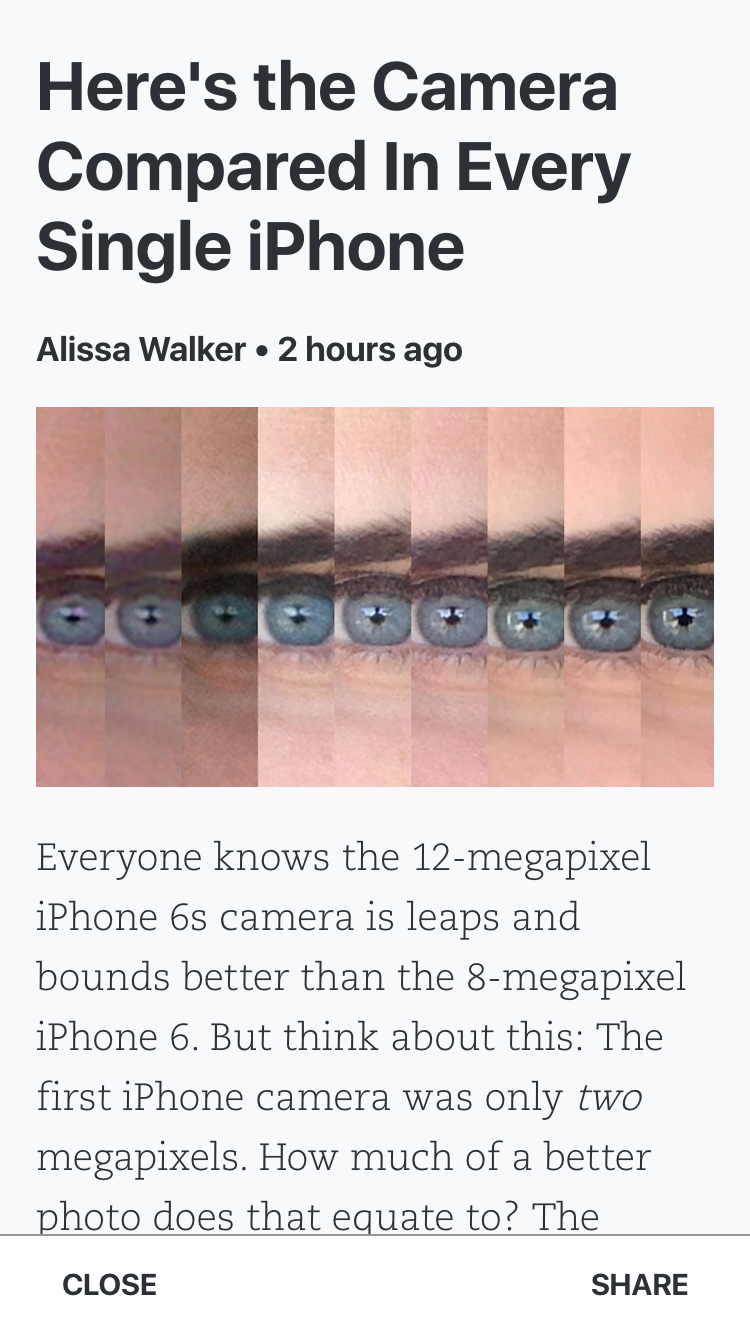 Here's the Camera
Compared In Every
Single iPhone
Alissa Walker • 2 hours ago
Everyone knows the 12-megapixel
iPhone 6s camera is leaps and
bounds better than the 8-megapixel
iPhone 6. But think about this: The
first iPhone camera was only two
megapixels. How much of a better
photo does that equate to? The
CLOSE
SHARE